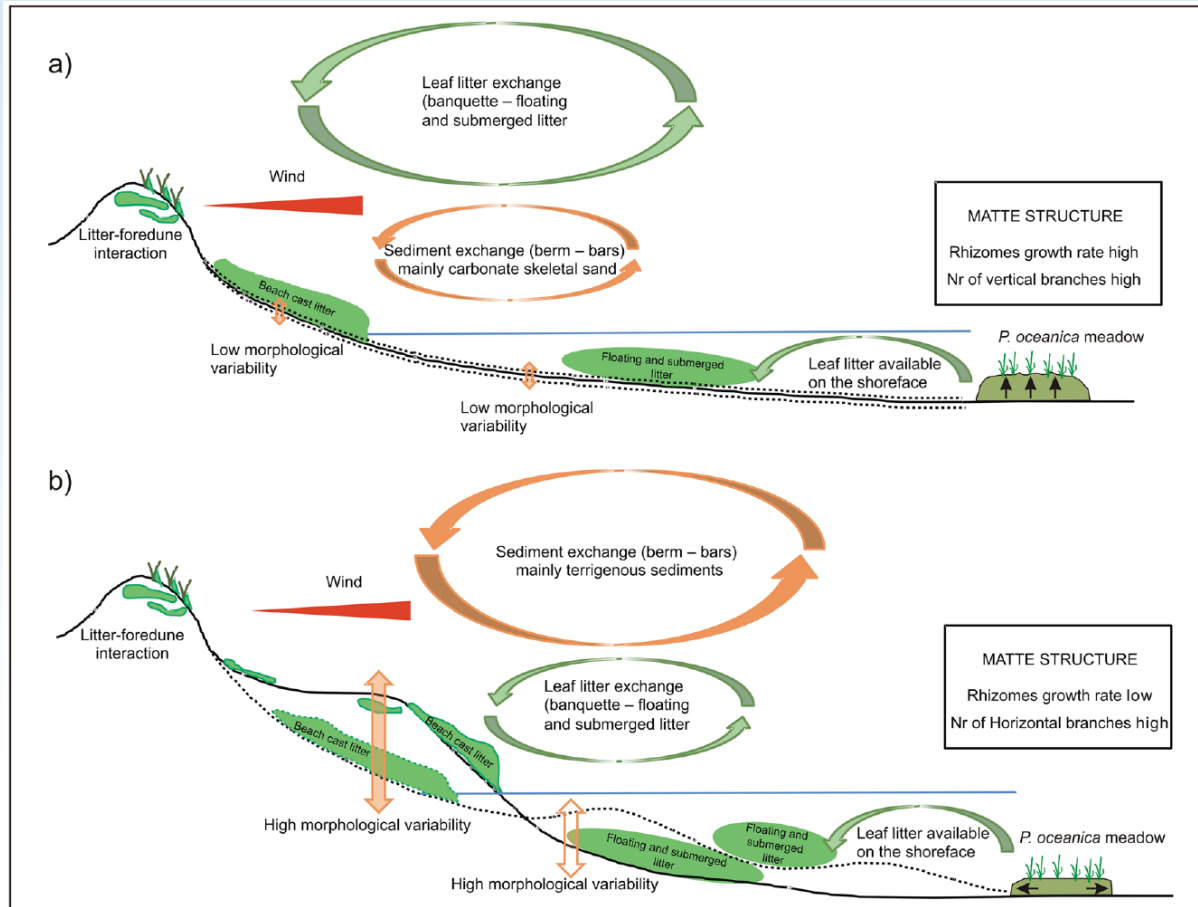 a)
Leaf litter exchange
(banquette – floating
and submerged litter
Wind
Litter-foredune
interaction
Sediment exchange (berm – bars)
mainly carbonate skeletal sand
MATTE STRUCTURE
Rhizomes growth rate high
Nr of vertical branches high
Beach cast litter
Low morphological
variability
Floating and submerged
litter
Leaf litter available
on the shoreface
P. oceanica meadow
Low morphological
variability
b)
Sediment exchange (berm – bars)
mainly terrigenous sediments
Wind
Litter-foredune
interaction
MATTE STRUCTURE
Rhizomes growth rate low
Nr of Horizontal branches high
Leaf litter exchange
(banquette – floating
and submerged litter
Beach cast litter
Beach cast litter
High morphological variability
Floating and submerged
litter
Floating and
submerged
litter
Leaf litter available
on the shoreface
P. oceanica meadow
High morphological variability